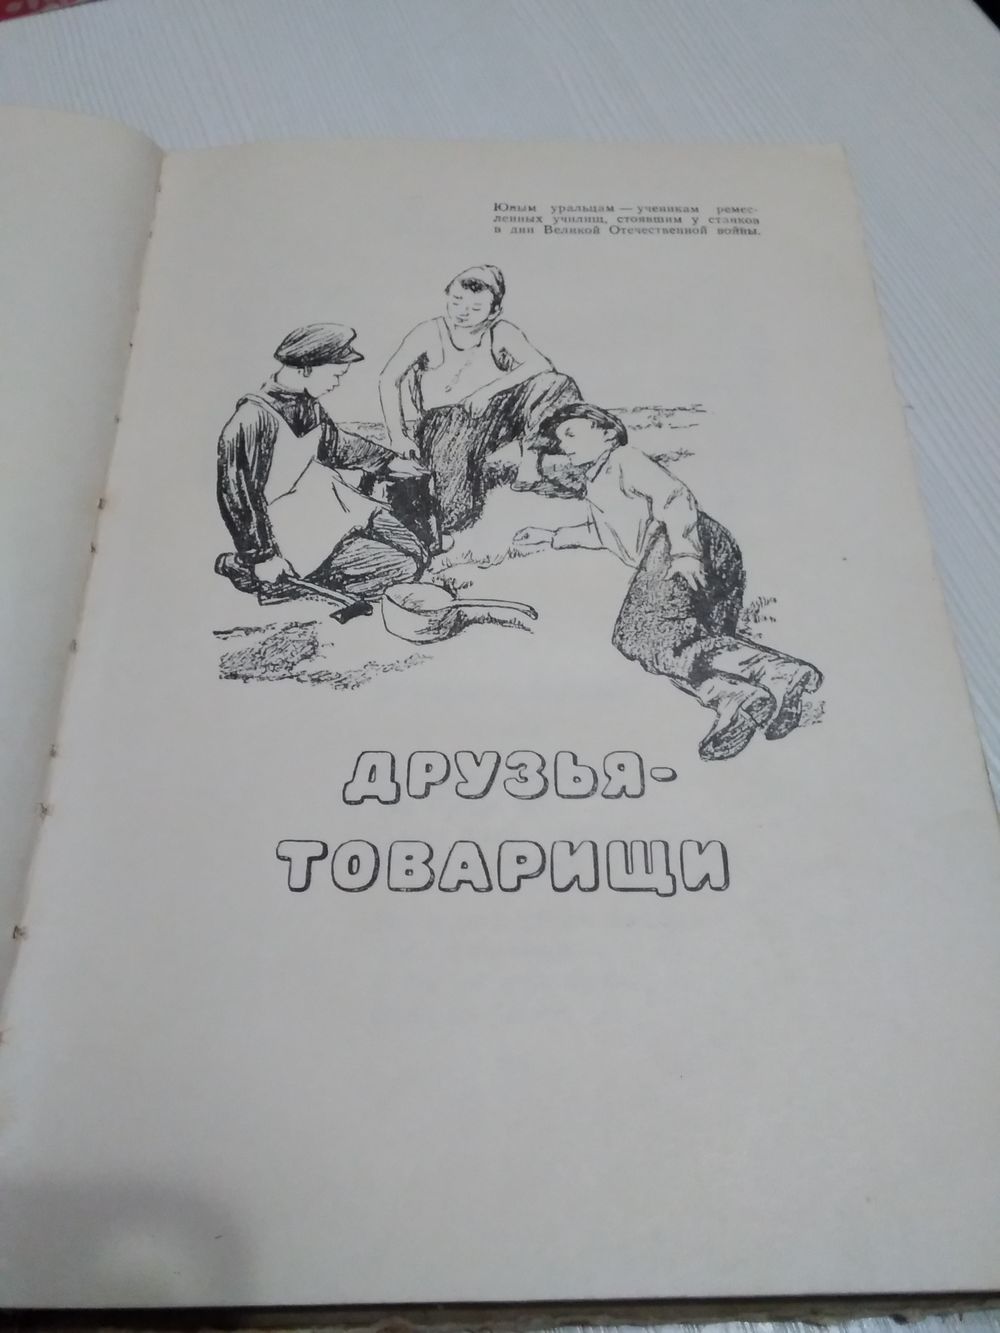 Юным уральцам — ученикам ремес-
ленных училищ, стоявшим у станков
в дни Великой Отечественной войны.
ДРУЗЬЯ-
ТОВАРИЩИ